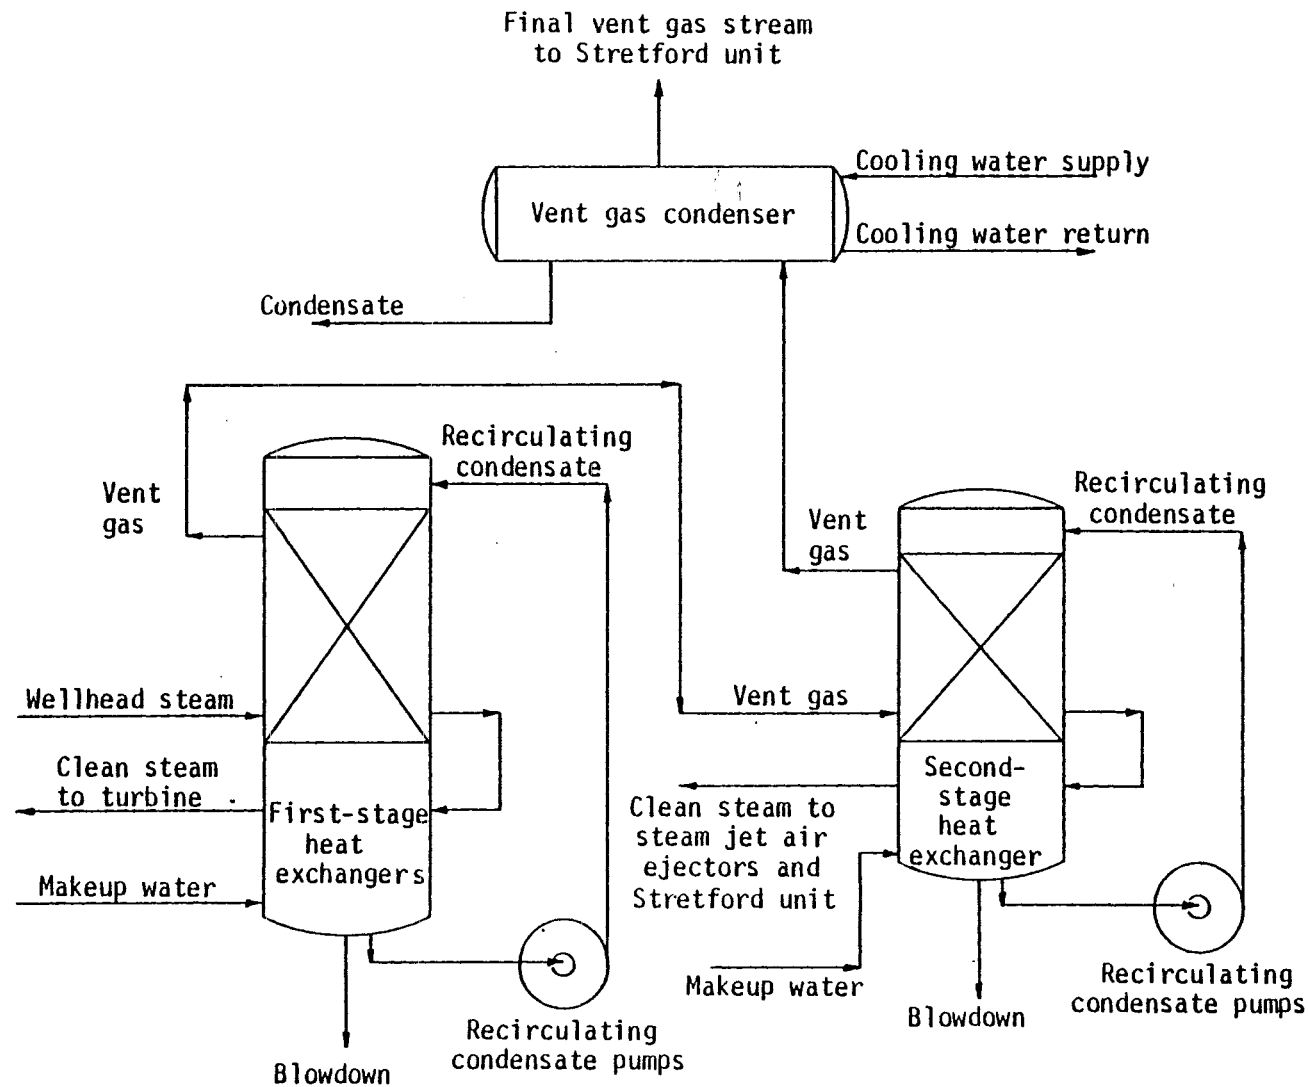 Final vent gas stream
to Stretford unit
Cooling water supply
Vent gas condenser
Cooling water return
Condensate
Recirculating
condensate
Vent
gas
Recirculating
condensate
Vent
gas
Wellhead steam
Vent gas
Clean steam
to turbine
First-stage
heat
exchangers
Makeup water
Second-
stage
heat
exchanger
Clean steam to
steam jet air
ejectors and
Stretford unit
Makeup water
Recirculating
condensate pumps
Blowdown
Recirculating
condensate pumps
Blowdown